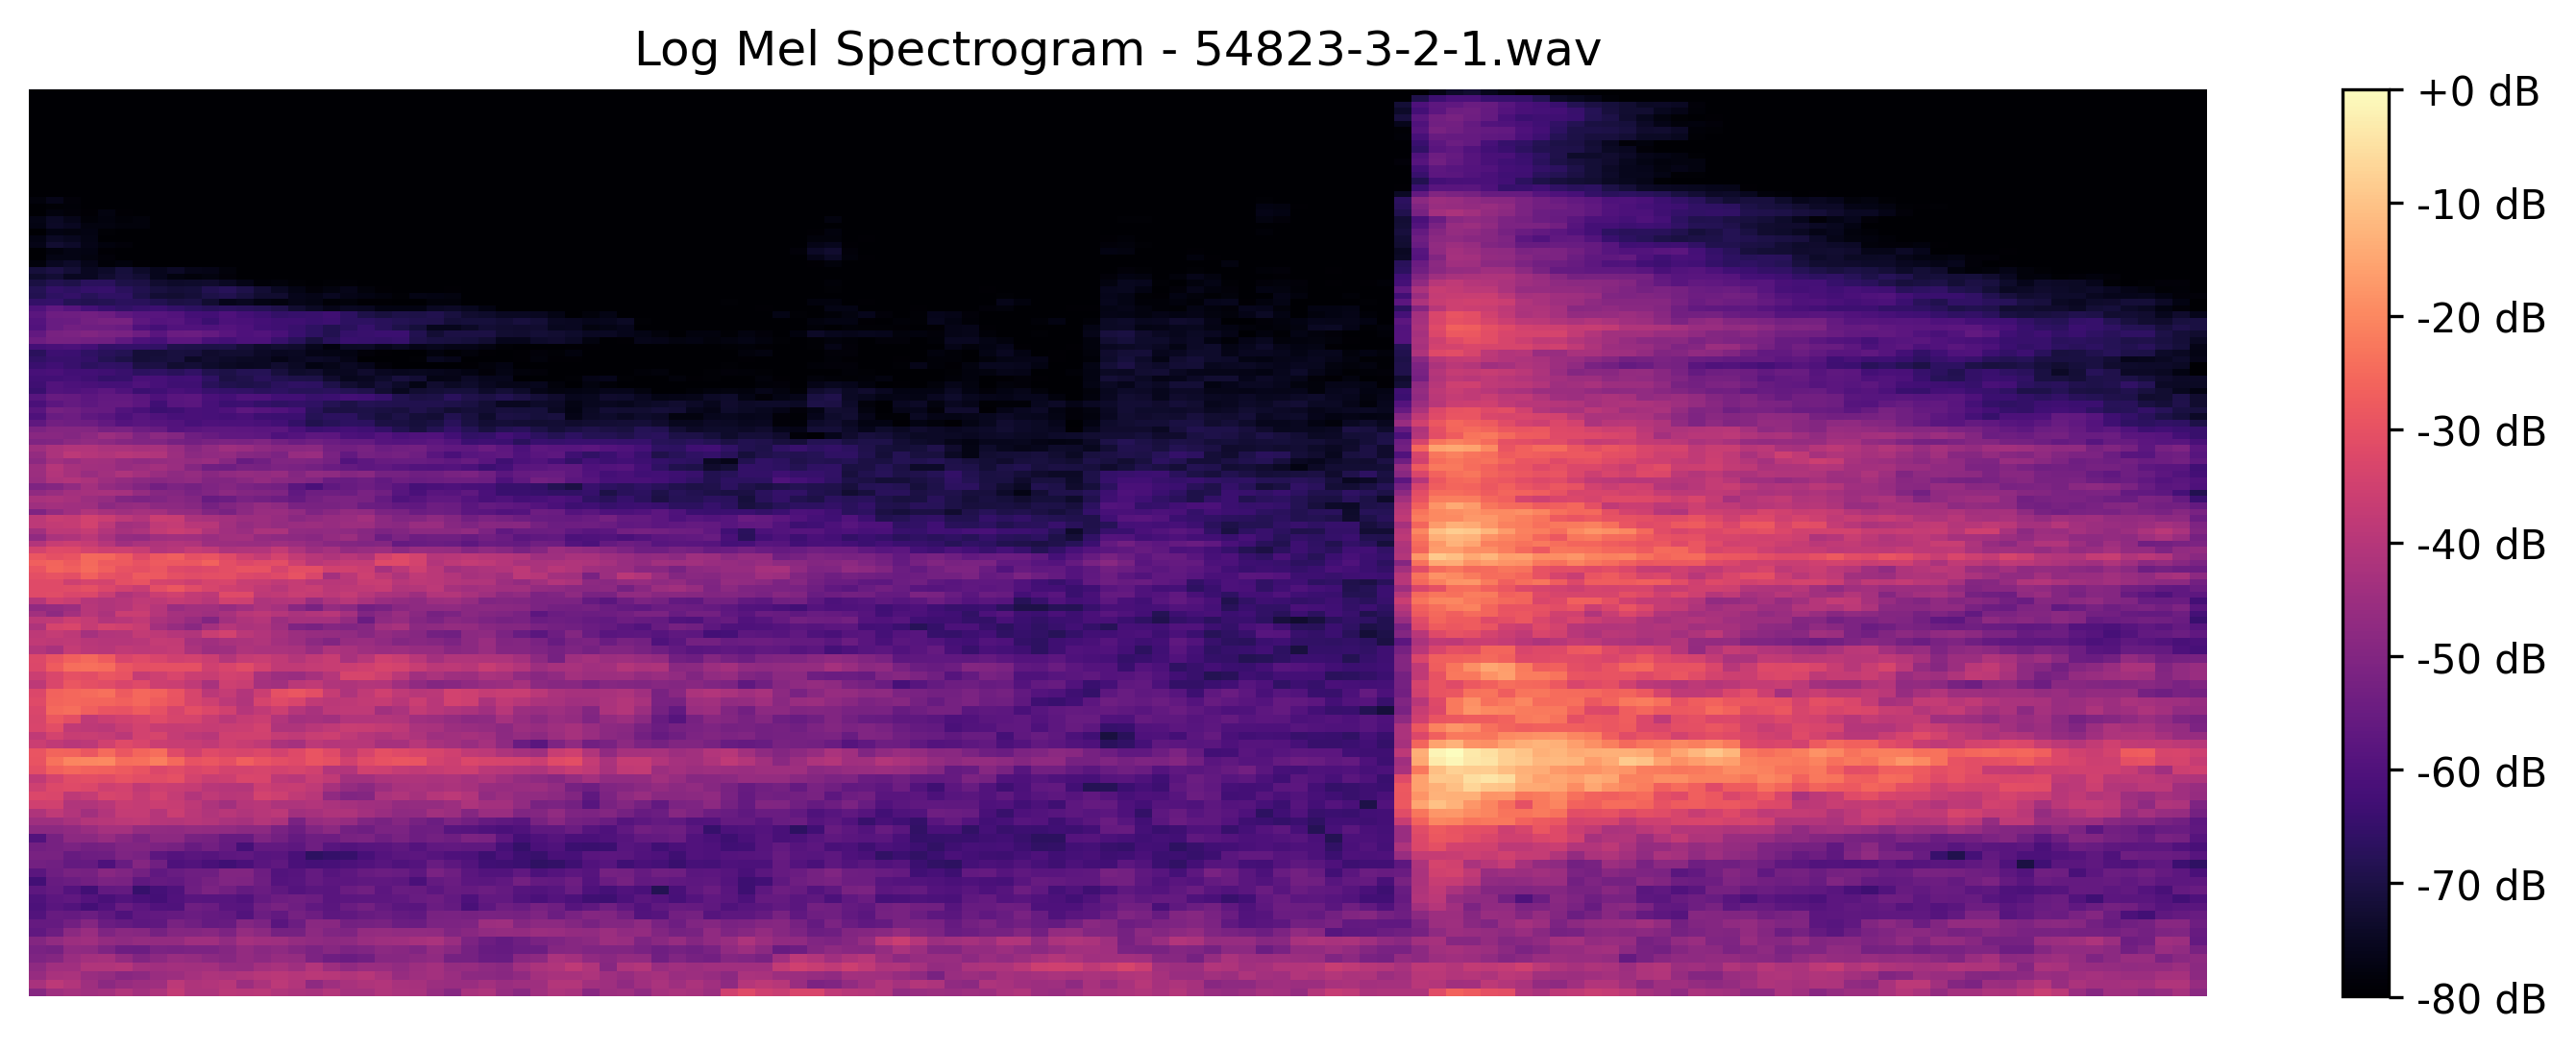 Log Mel Spectrogram - 54823-3-2-1.wav
+0 dB
-10 dB
-20 dB
-30 dB
-40 dB
-50 dB
-60 dB
-70 dB
-80 dB